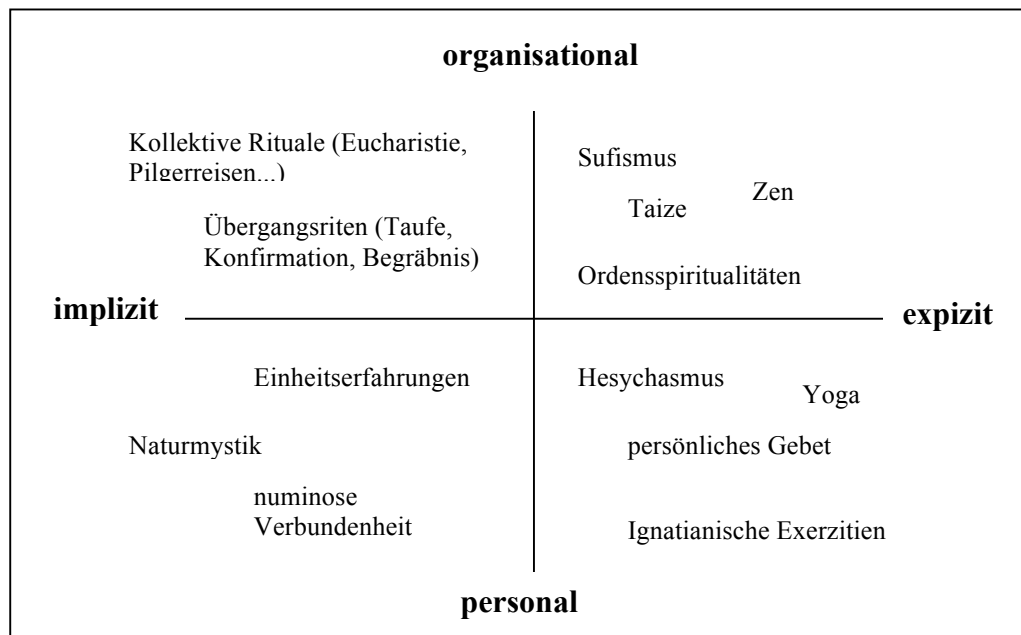 organisational
Kollektive Rituale (Eucharistie,
Pilgerreisen...)
Übergangsriten (Taufe,
Konfirmation, Begräbnis)
Sufismus
Zen
Taize
Ordensspiritualitäten
implizit
expizit
Einheitserfahrungen
Naturmystik
numinose
Verbundenheit
Hesychasmus
Yoga
persönliches Gebet
Ignatianische Exerzitien
personal